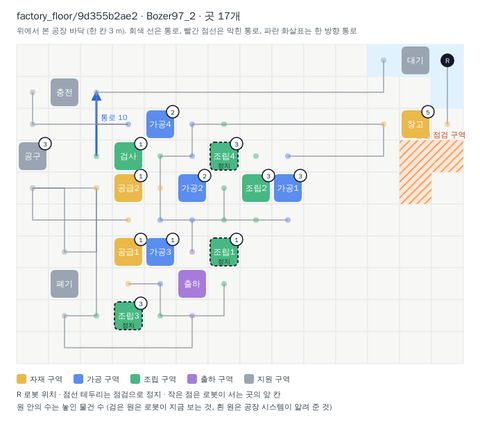 factory_floor/9d355b2ae2 · Bozer97_2 · 곳 17개
위에서 본 공장 바닥 (한 칸 3 m). 회색 선은 통로, 빨간 점선은 막힌 통로, 파란 화살표는 한 방향 통로
대기
R
충전
통로 10
가공4
2
창고
5
점검 구역
공구
3
검사
1
조립4
3
정지
공급2
1
가공2
2
조립2
3
가공1
3
공급1
1
가공3
1
조립1
1
정지
폐기
출하
조립3
3
정지
자재 구역
가공 구역
조립 구역
출하 구역
지원 구역
R 로봇 위치 · 점선 테두리는 점검으로 정지 · 작은 점은 로봇이 서는 곳의 앞 칸
원 안의 수는 놓인 물건 수 (검은 원은 로봇이 지금 보는 것, 흰 원은 공장 시스템이 알려 준 것)